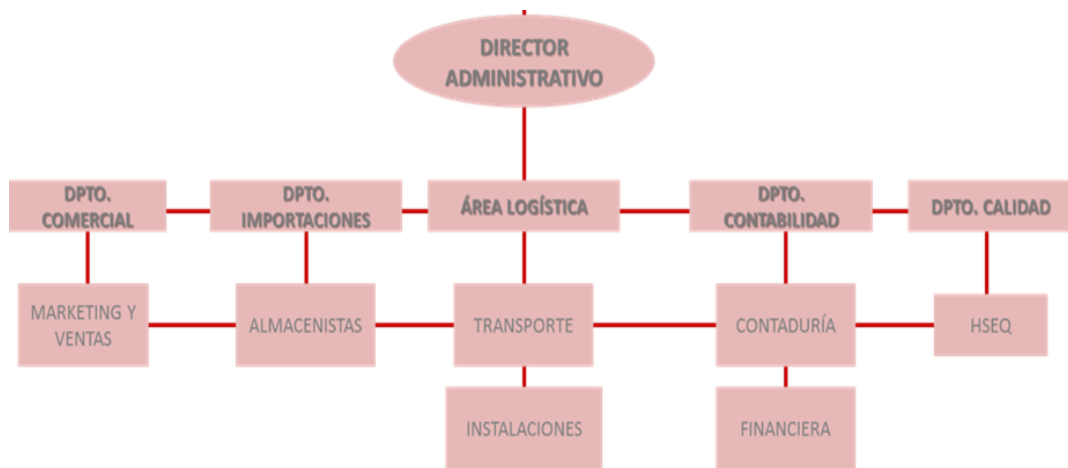 DIRECTOR
ADMINISTRATIVO
DPTO.
COMERCIAL
DPTO.
IMPORTACIONES
ÁREA LOGÍSTICA
DPTO.
CONTABILIDAD
DPTO. CALIDAD
MARKETING Y
VENTAS
ALMACENISTAS
TRANSPORTE
CONTADURÍA
HSEQ
INSTALACIONES
FINANCIERA